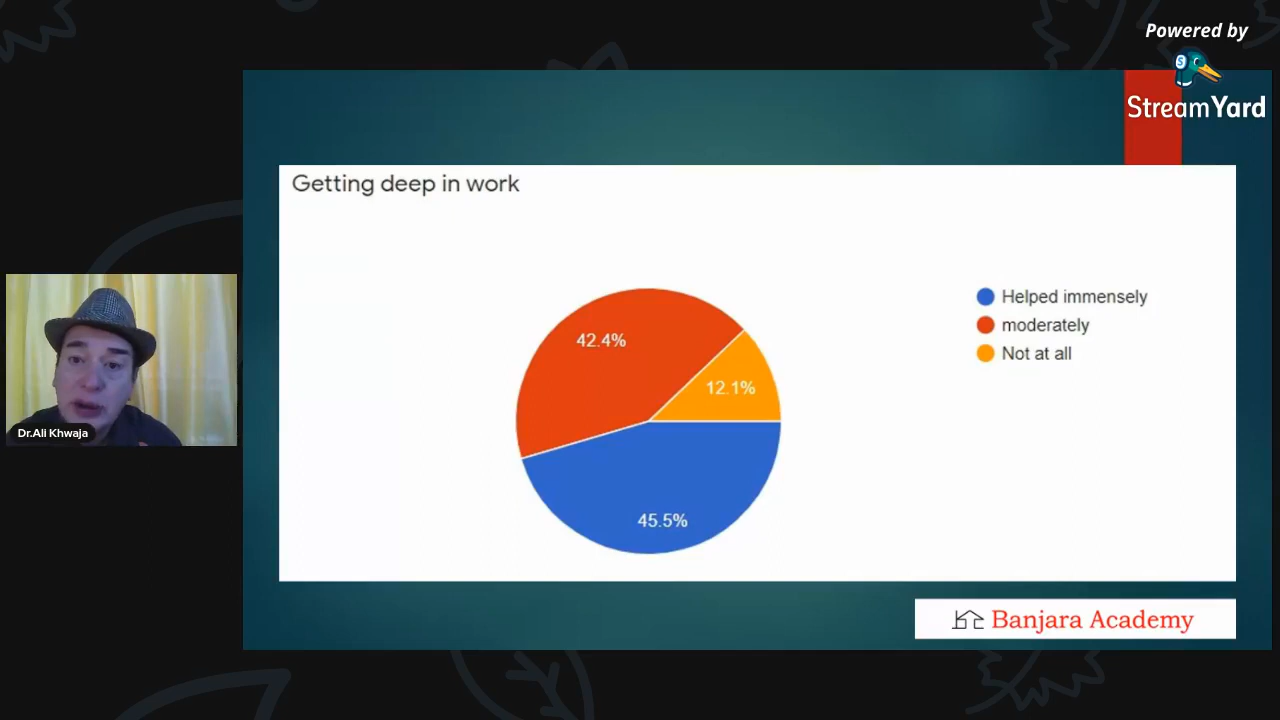 Powered by
StreamYard
Getting deep in work
Helped immensely
moderately
Not at all
42.4%
12.1%
45.5%
Dr.Ali Khwaja
Banjara Academy